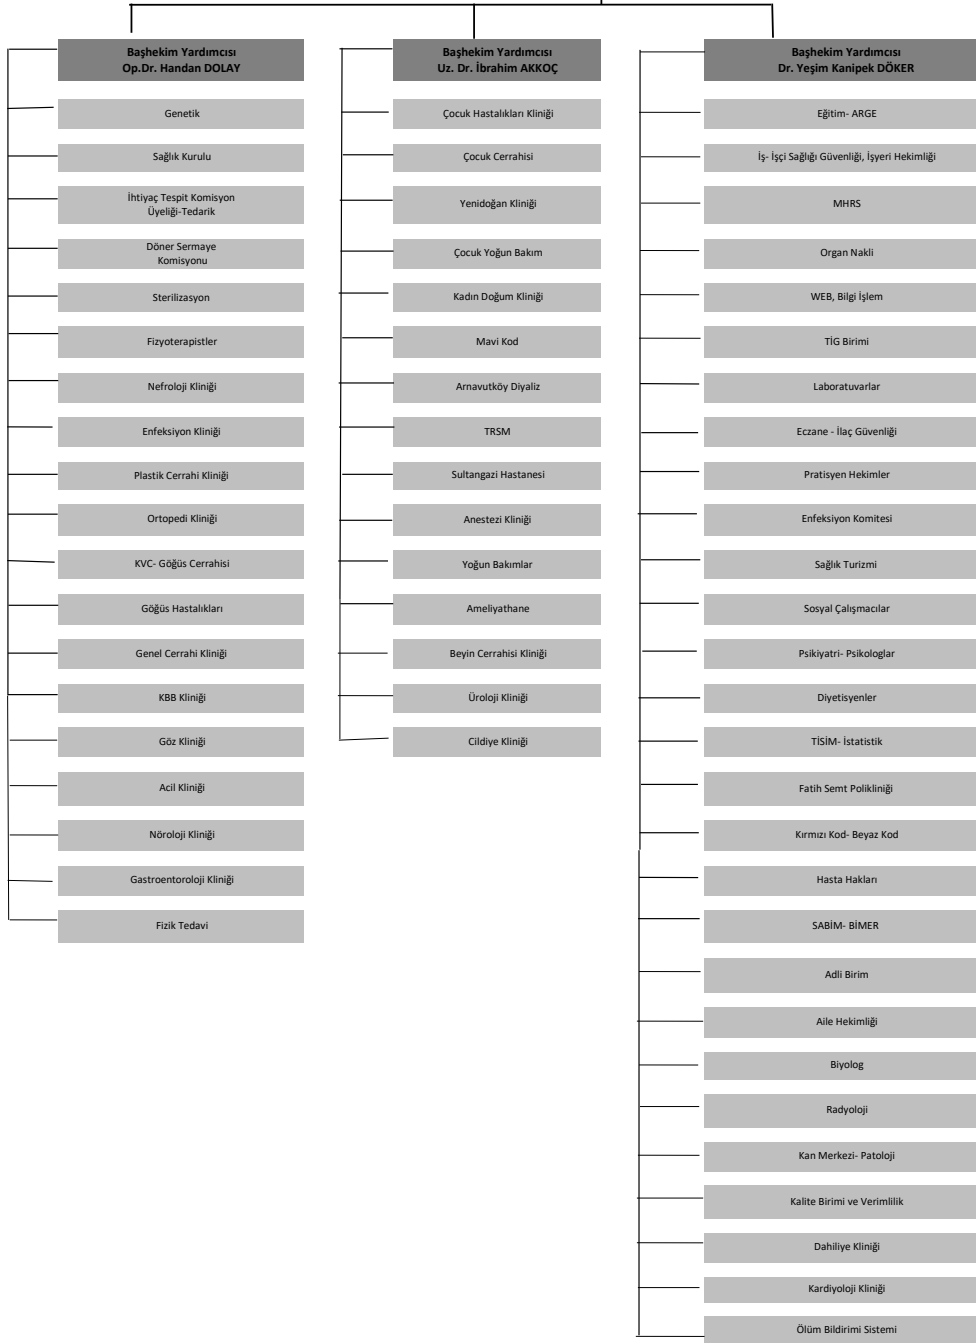 Başhekim Yardımcısı
Op.Dr. Handan DOLAY
Genetik
Sağlık Kurulu
İhtiyaç Tespit Komisyon
Üyeliği-Tedarik
Döner Sermaye
Komisyonu
Sterilizasyon
Fizyoterapistler
Nefroloji Kliniği
Enfeksiyon Kliniği
Plastik Cerrahi Kliniği
Ortopedi Kliniği
KVC- Göğüs Cerrahisi
Göğüs Hastalıkları
Genel Cerrahi Kliniği
KBB Kliniği
Göz Kliniği
Acil Kliniği
Nöroloji Kliniği
Gastroentoroloji Kliniği
Fizik Tedavi
Başhekim Yardımcısı
Uz. Dr. İbrahim AKKOÇ
Çocuk Hastalıkları Kliniği
Çocuk Cerrahisi
Yenidoğan Kliniği
Çocuk Yoğun Bakım
Kadın Doğum Kliniği
Mavi Kod
Arnavutköy Diyaliz
TRSM
Sultangazi Hastanesi
Anestezi Kliniği
Yoğun Bakımlar
Ameliyathane
Beyin Cerrahisi Kliniği
Üroloji Kliniği
Cildiye Kliniği
Başhekim Yardımcısı
Dr. Yeşim Kanipek DÖKER
Eğitim- ARGE
İş- İşçi Sağlığı Güvenliği, İşyeri Hekimliği
MHRS
Organ Nakli
WEB, Bilgi İşlem
TİG Birimi
Laboratuvarlar
Eczane - İlaç Güvenliği
Pratisyen Hekimler
Enfeksiyon Komitesi
Sağlık Turizmi
Sosyal Çalışmacılar
Psikiyatri- Psikologlar
Diyetisyenler
TİSİM- İstatistik
Fatih Semt Polikliniği
Kırmızı Kod- Beyaz Kod
Hasta Hakları
SABİM- BİMER
Adli Birim
Aile Hekimliği
Biyolog
Radyoloji
Kan Merkezi- Patoloji
Kalite Birimi ve Verimlilik
Dahiliye Kliniği
Kardiyoloji Kliniği
Ölüm Bildirimi Sistemi